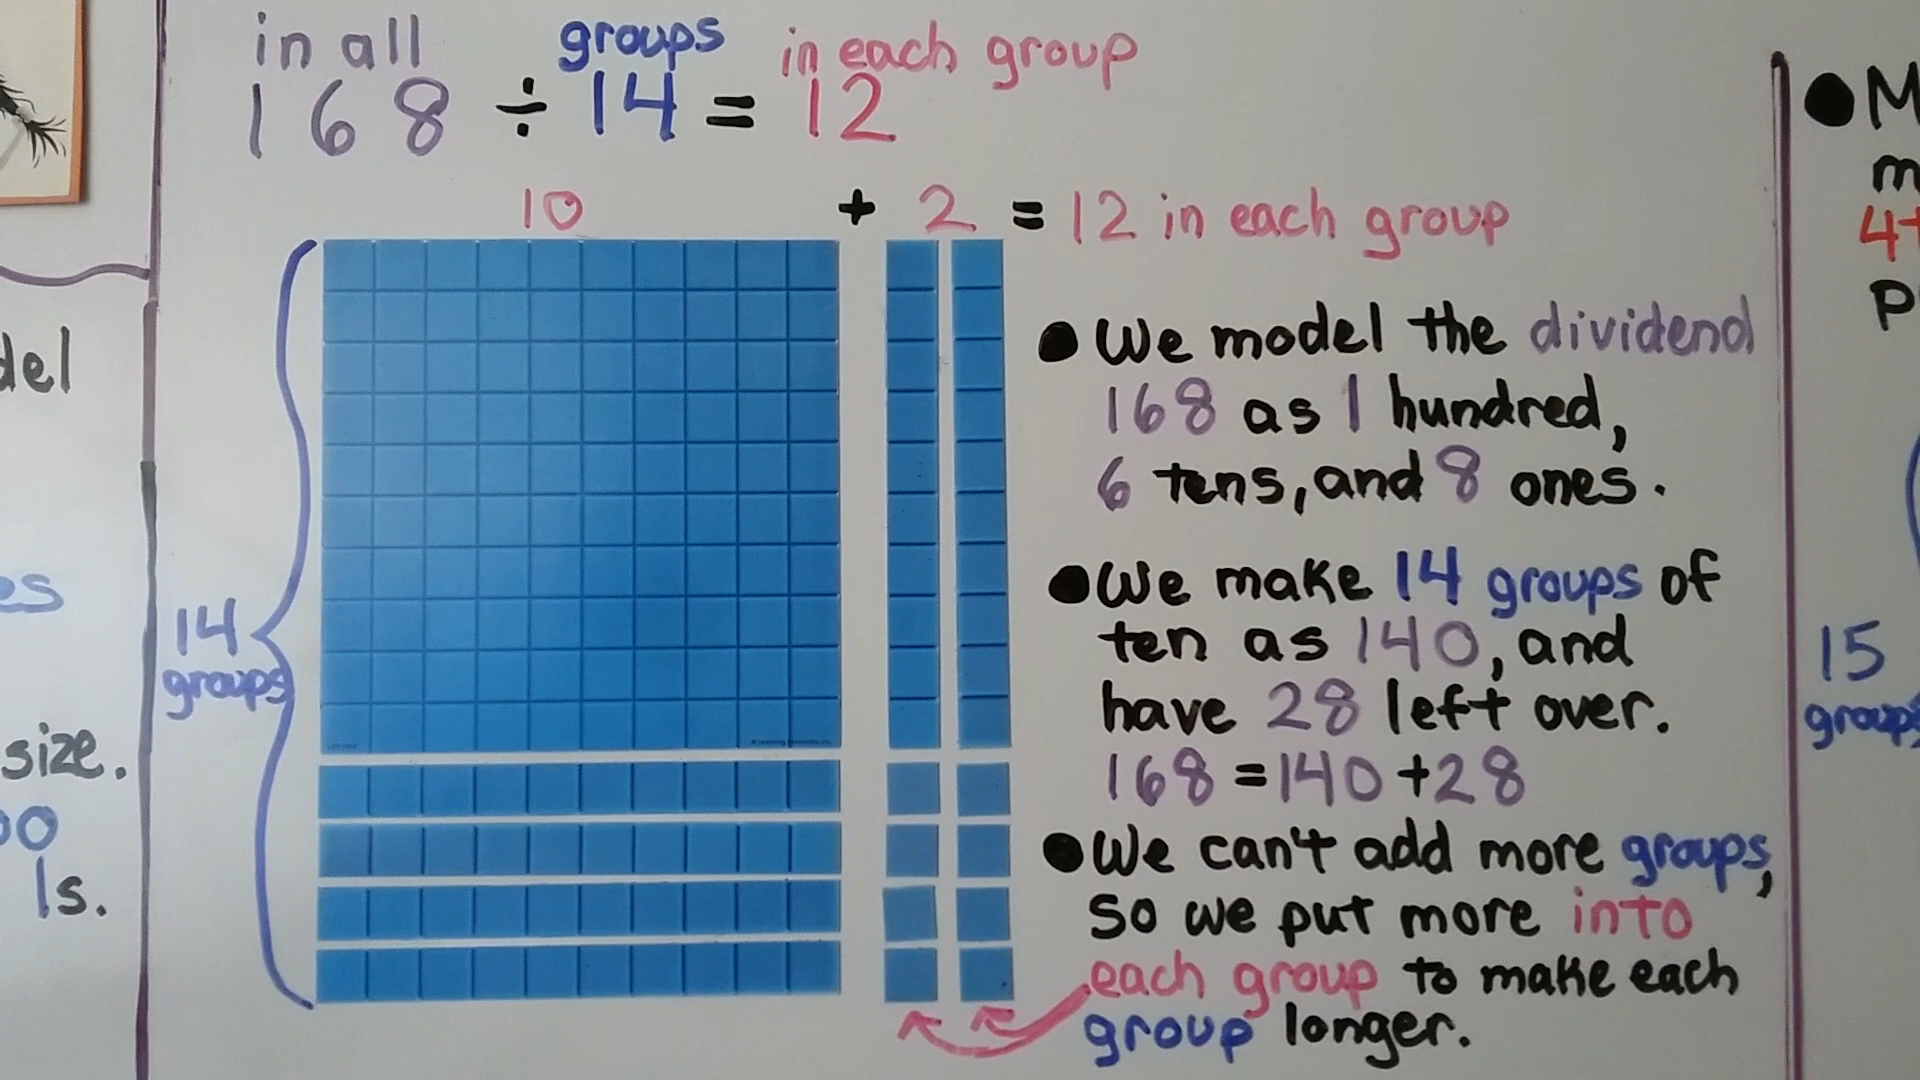 in all groups in each group
168 ÷ 14 = 12
10 + 2 = 12 in each group
14
groups
• We model the dividend
168 as 1 hundred,
6 tens, and 8 ones.
• We make 14 groups of
ten as 140, and
have 28 left over.
168 = 140 + 28
• We can't add more groups,
so we put more into
each group to make each
group longer.
del
es
size.
00
1s.
• M
m
4t
p
15
groups